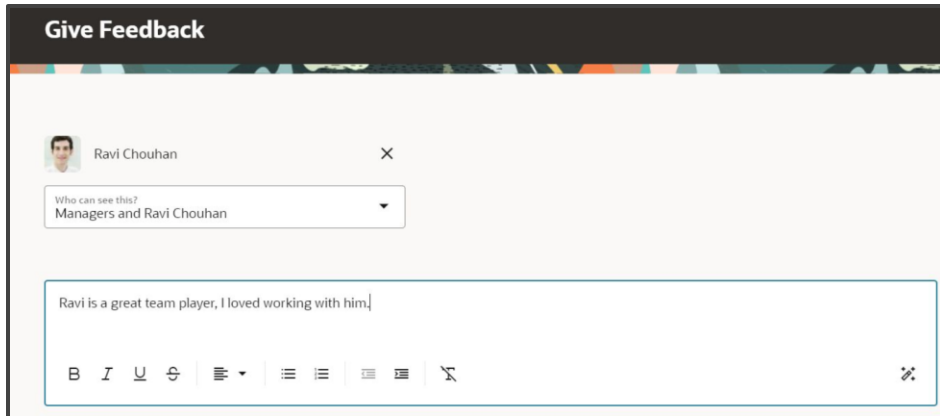 Give Feedback
Ravi Chouhan
Who can see this?
Managers and Ravi Chouhan
Ravi is a great team player, I loved working with him.